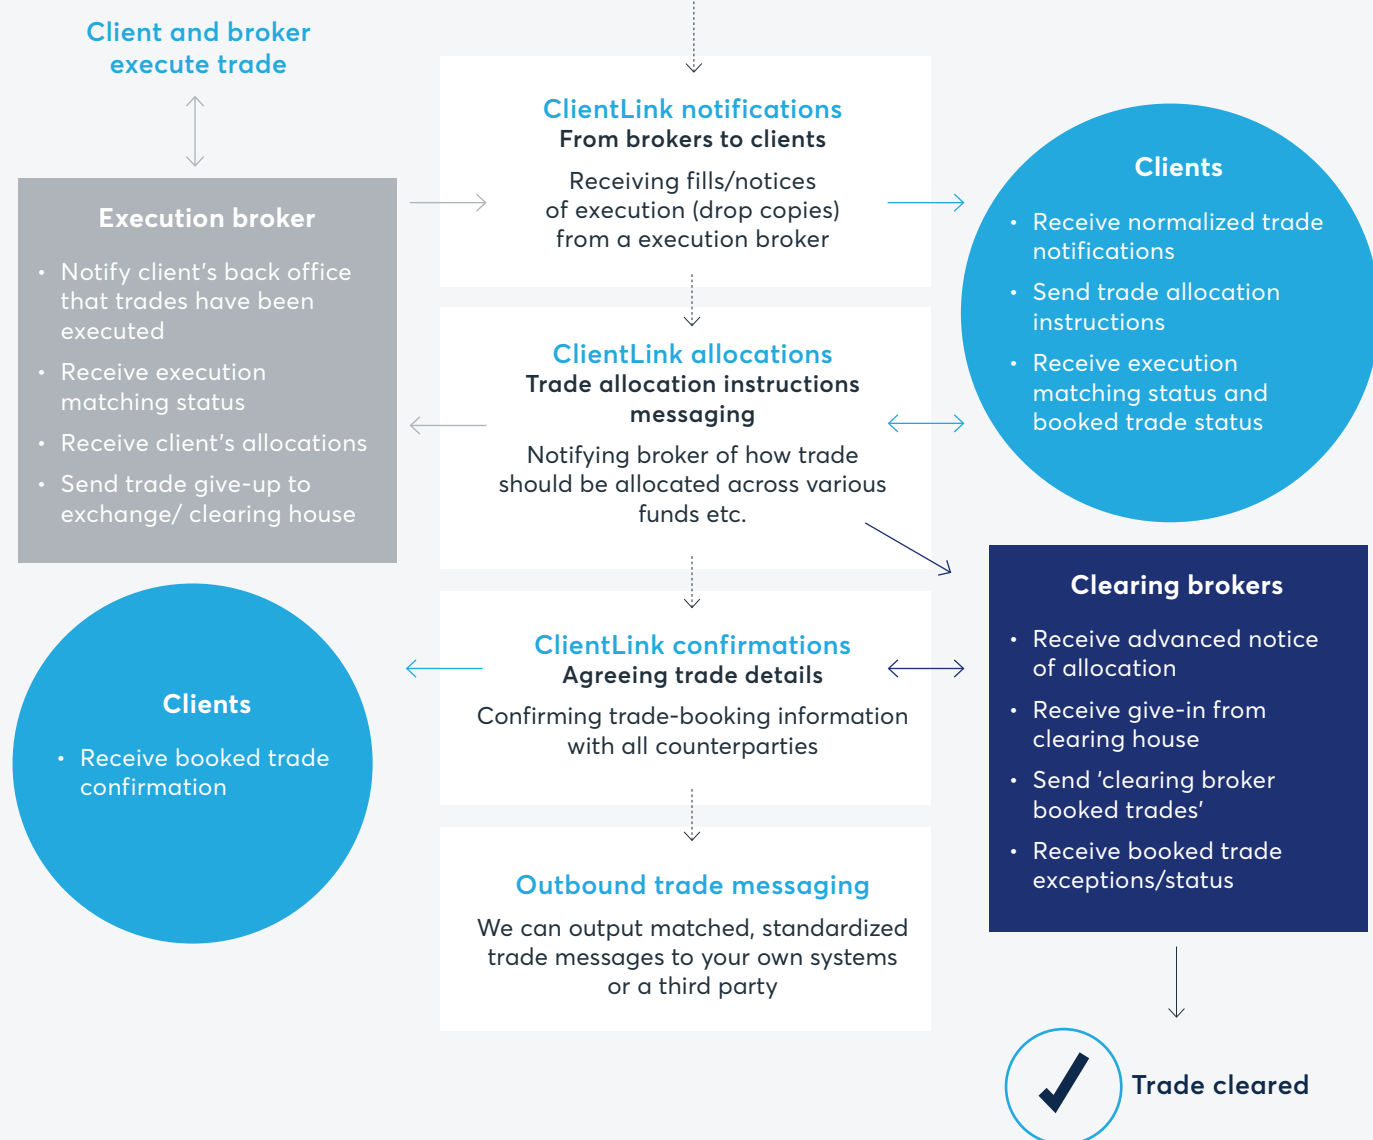 Client and broker
execute trade
Execution broker
• Notify client's back office
that trades have been
executed
• Receive execution
matching status
• Receive client's allocations
• Send trade give-up to
exchange/ clearing house
Clients
• Receive booked trade
confirmation
ClientLink notifications
From brokers to clients
Receiving fills/notices
of execution (drop copies)
from a execution broker
ClientLink allocations
Trade allocation instructions
messaging
Notifying broker of how trade
should be allocated across various
funds etc.
ClientLink confirmations
Agreeing trade details
Confirming trade-booking information
with all counterparties
Outbound trade messaging
We can output matched, standardized
trade messages to your own systems
or a third party
Clients
• Receive normalized trade
notifications
• Send trade allocation
instructions
• Receive execution
matching status and
booked trade status
Clearing brokers
• Receive advanced notice
of allocation
• Receive give-in from
clearing house
• Send ‘clearing broker
booked trades’
• Receive booked trade
exceptions/status
Trade cleared